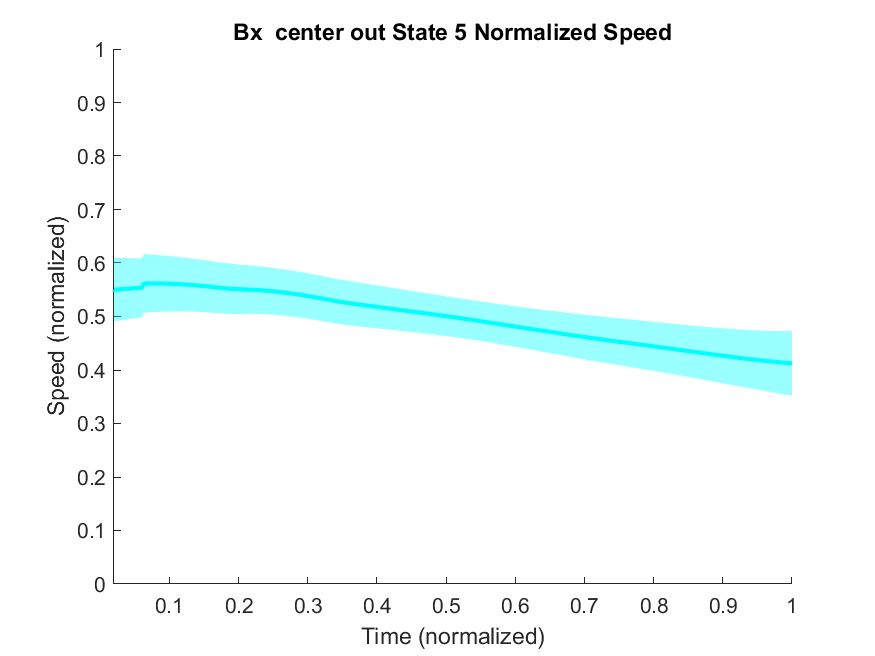 Bx  center out State 5 Normalized Speed
1
0.9
0.8
0.7
0.6
0.5
0.4
0.3
0.2
0.1
0
Speed (normalized)
0.1 0.2 0.3 0.4 0.5 0.6 0.7 0.8 0.9 1
Time (normalized)